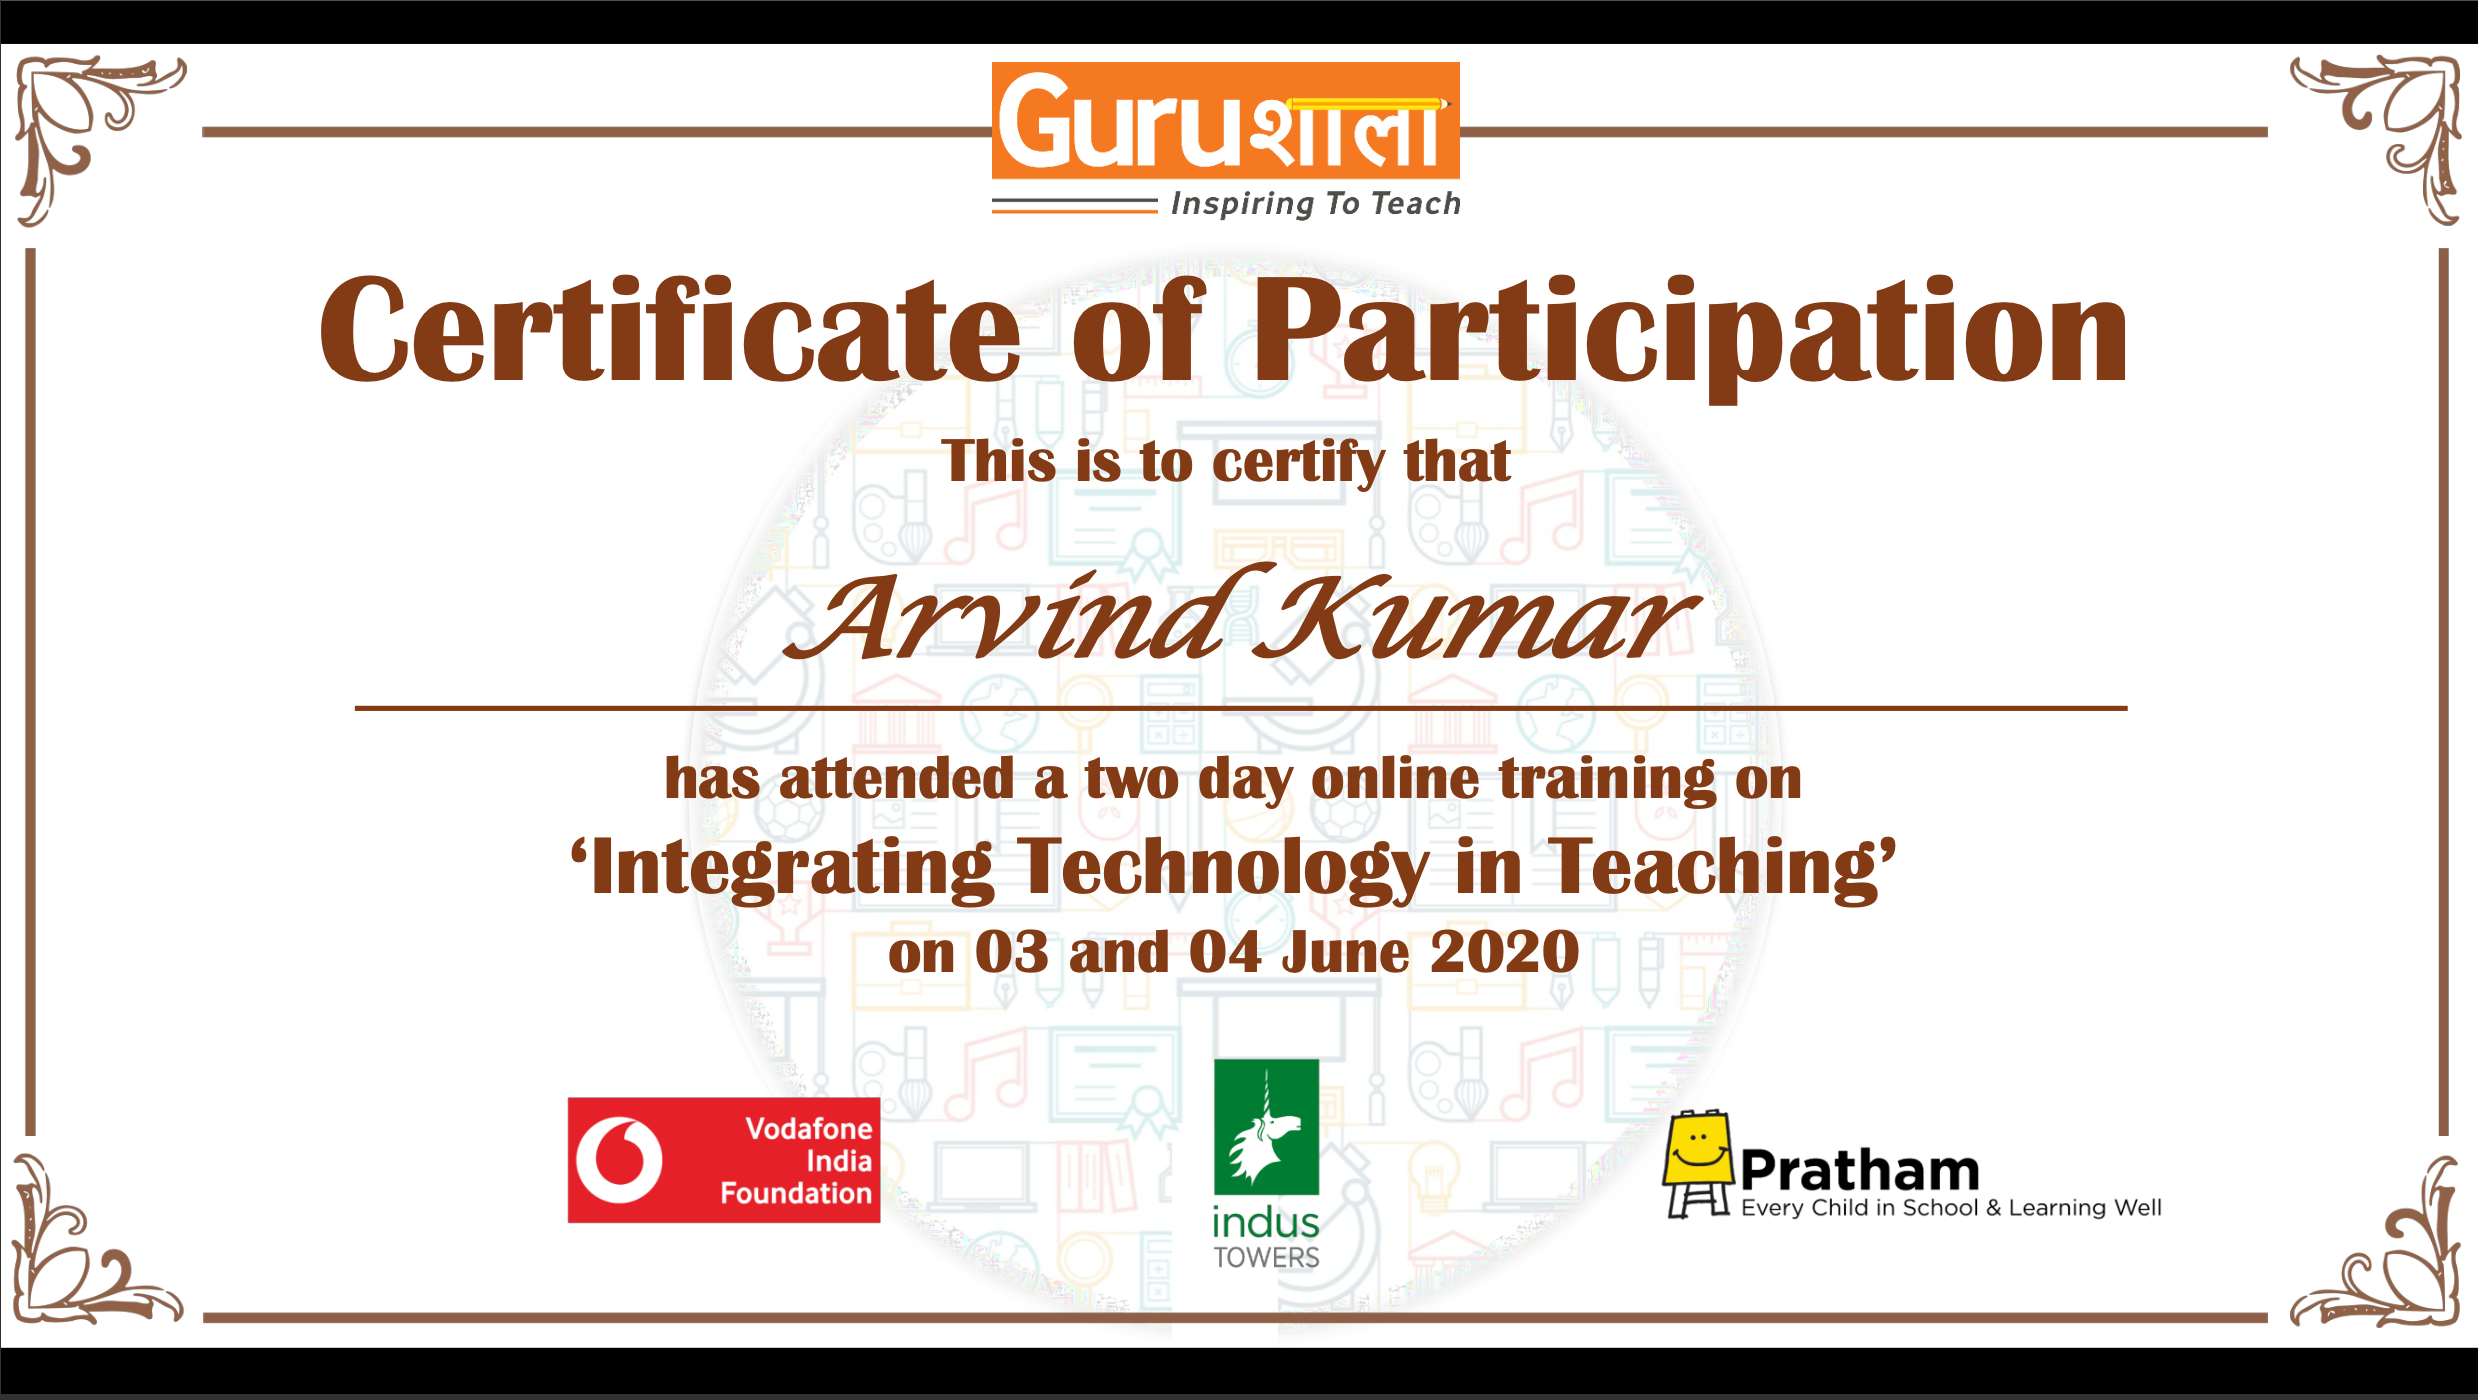 Guruशाला
Inspiring To Teach
Certificate of Participation
This is to certify that
Arvind Kumar
has attended a two day online training on
‘Integrating Technology in Teaching’
on 03 and 04 June 2020
Vodafone
India
Foundation
indus
TOWERS
Pratham
Every Child in School & Learning Well